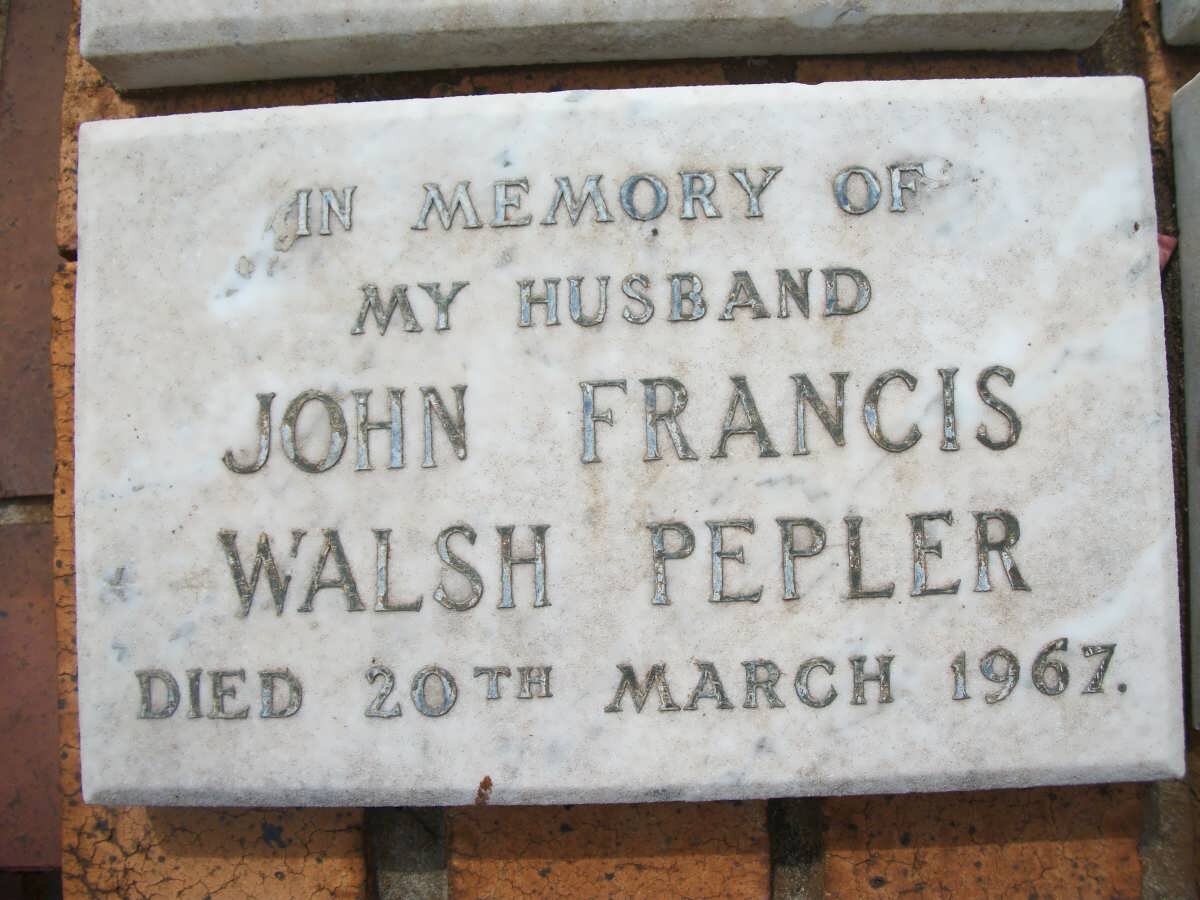 IN MEMORY OF
MY HUSBAND
JOHN FRANCIS
WALSH PEPLER
DIED 20TH MARCH 1967.